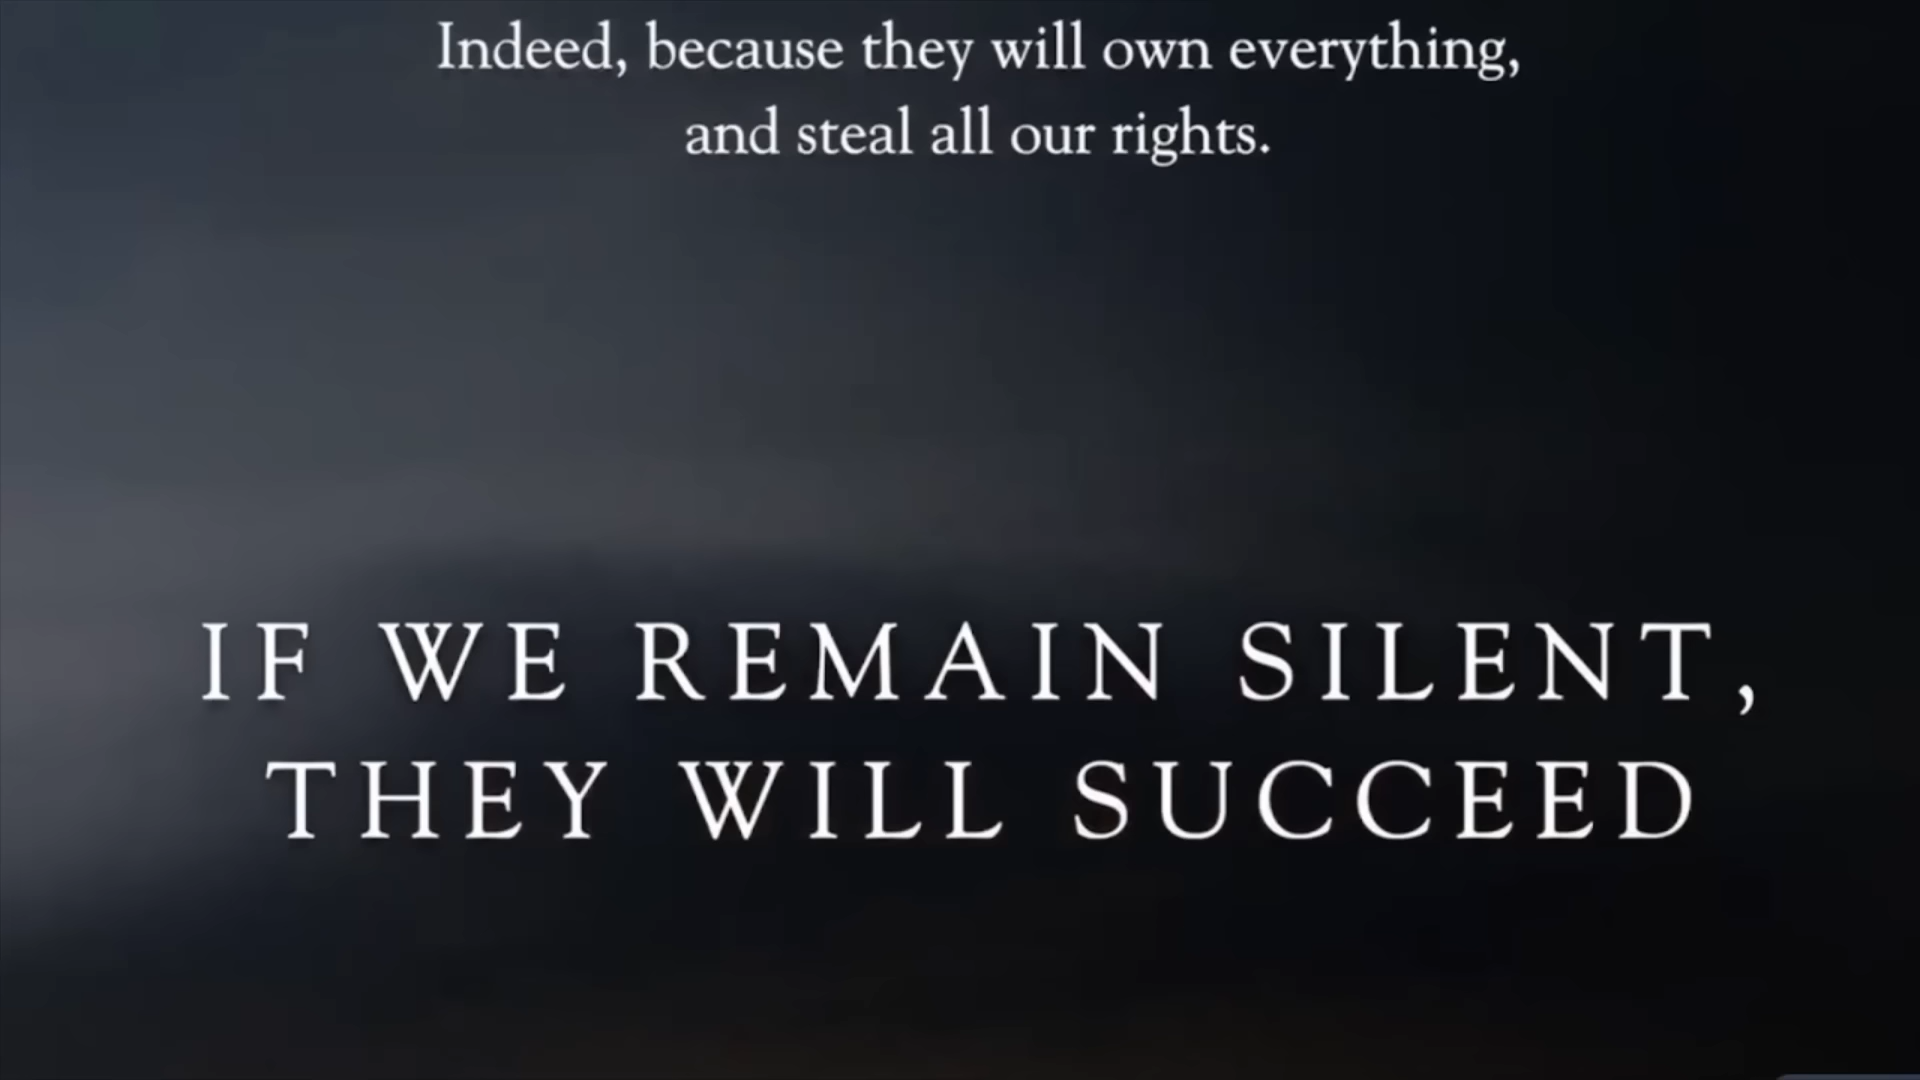 Indeed, because they will own everything,
and steal all our rights.
IF WE REMAIN SILENT,
THEY WILL SUCCEED